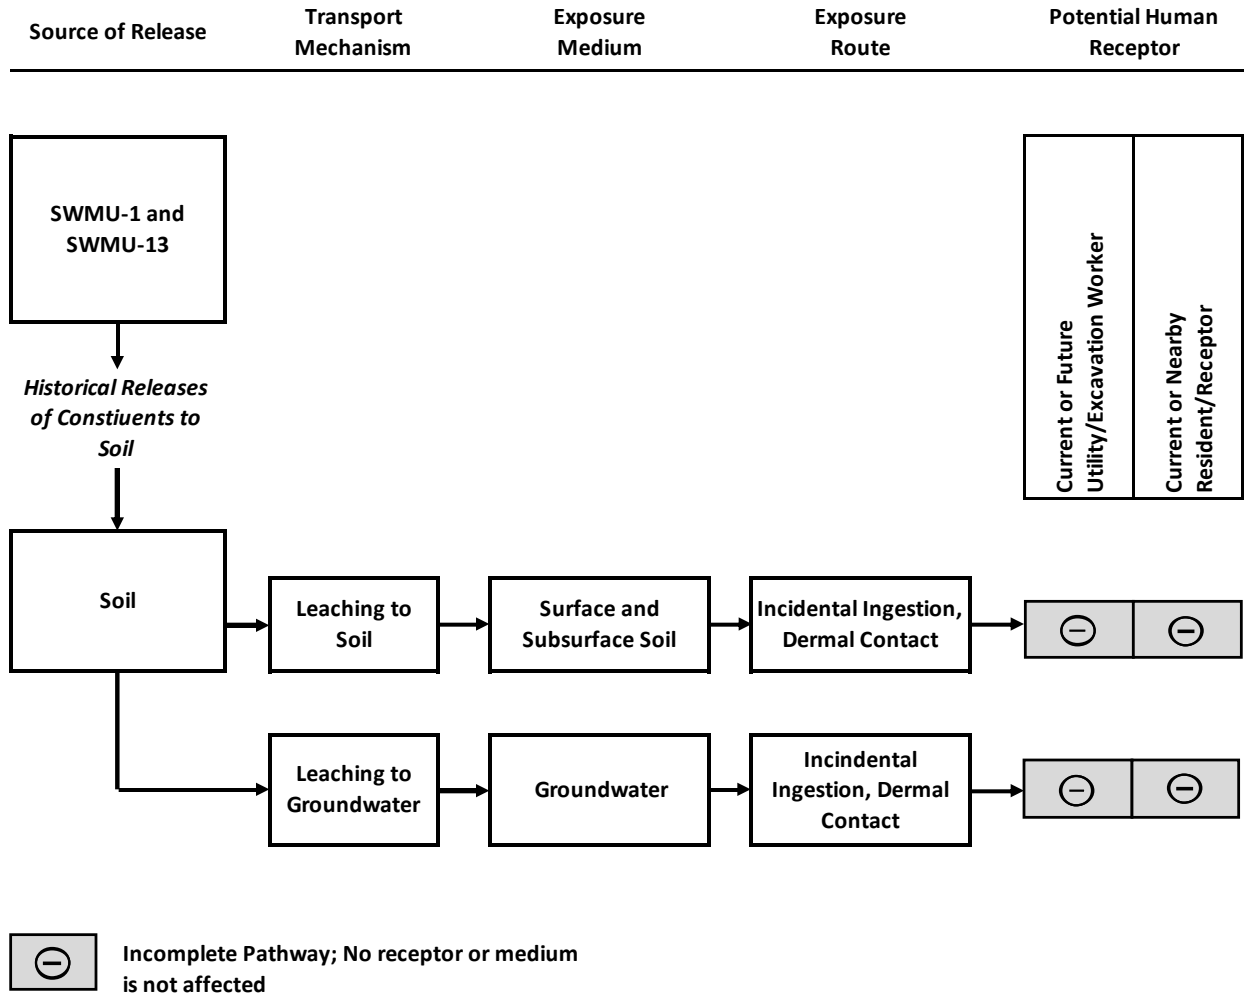 Source of Release
Transport
Mechanism
Exposure
Medium
Exposure
Route
Potential Human
Receptor
SWMU-1 and
SWMU-13
Historical Releases
of Constiuents to
Soil
Current or Future
Utility/Excavation Worker
Current or Nearby
Resident/Receptor
Soil
Leaching to
Soil
Surface and
Subsurface Soil
Incidental Ingestion,
Dermal Contact
Leaching to
Groundwater
Groundwater
Incindental
Ingestion, Dermal
Contact
Incomplete Pathway; No receptor or medium
is not affected